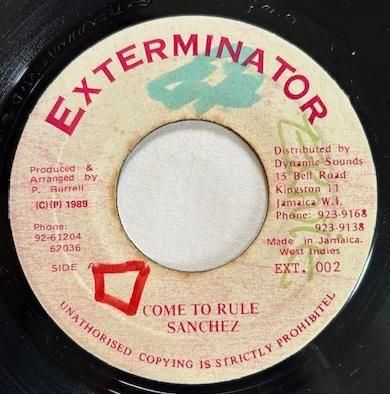 EXTERMINATOR
Produced &
Arranged by
P. Burrell
(C)(P) 1989
Phone:
92-61204
62036
SIDE A
Distributed by
Dynamic Sounds
15 Bell Road
Kingston 11
Jamaica W.I.
Phone: 923-9168
923-9138
Made in Jamaica.
West Indies
EXT. 002
COME TO RULE
SANCHEZ
UNAUTHORISED COPYING IS STRICTLY PROHIBITEL